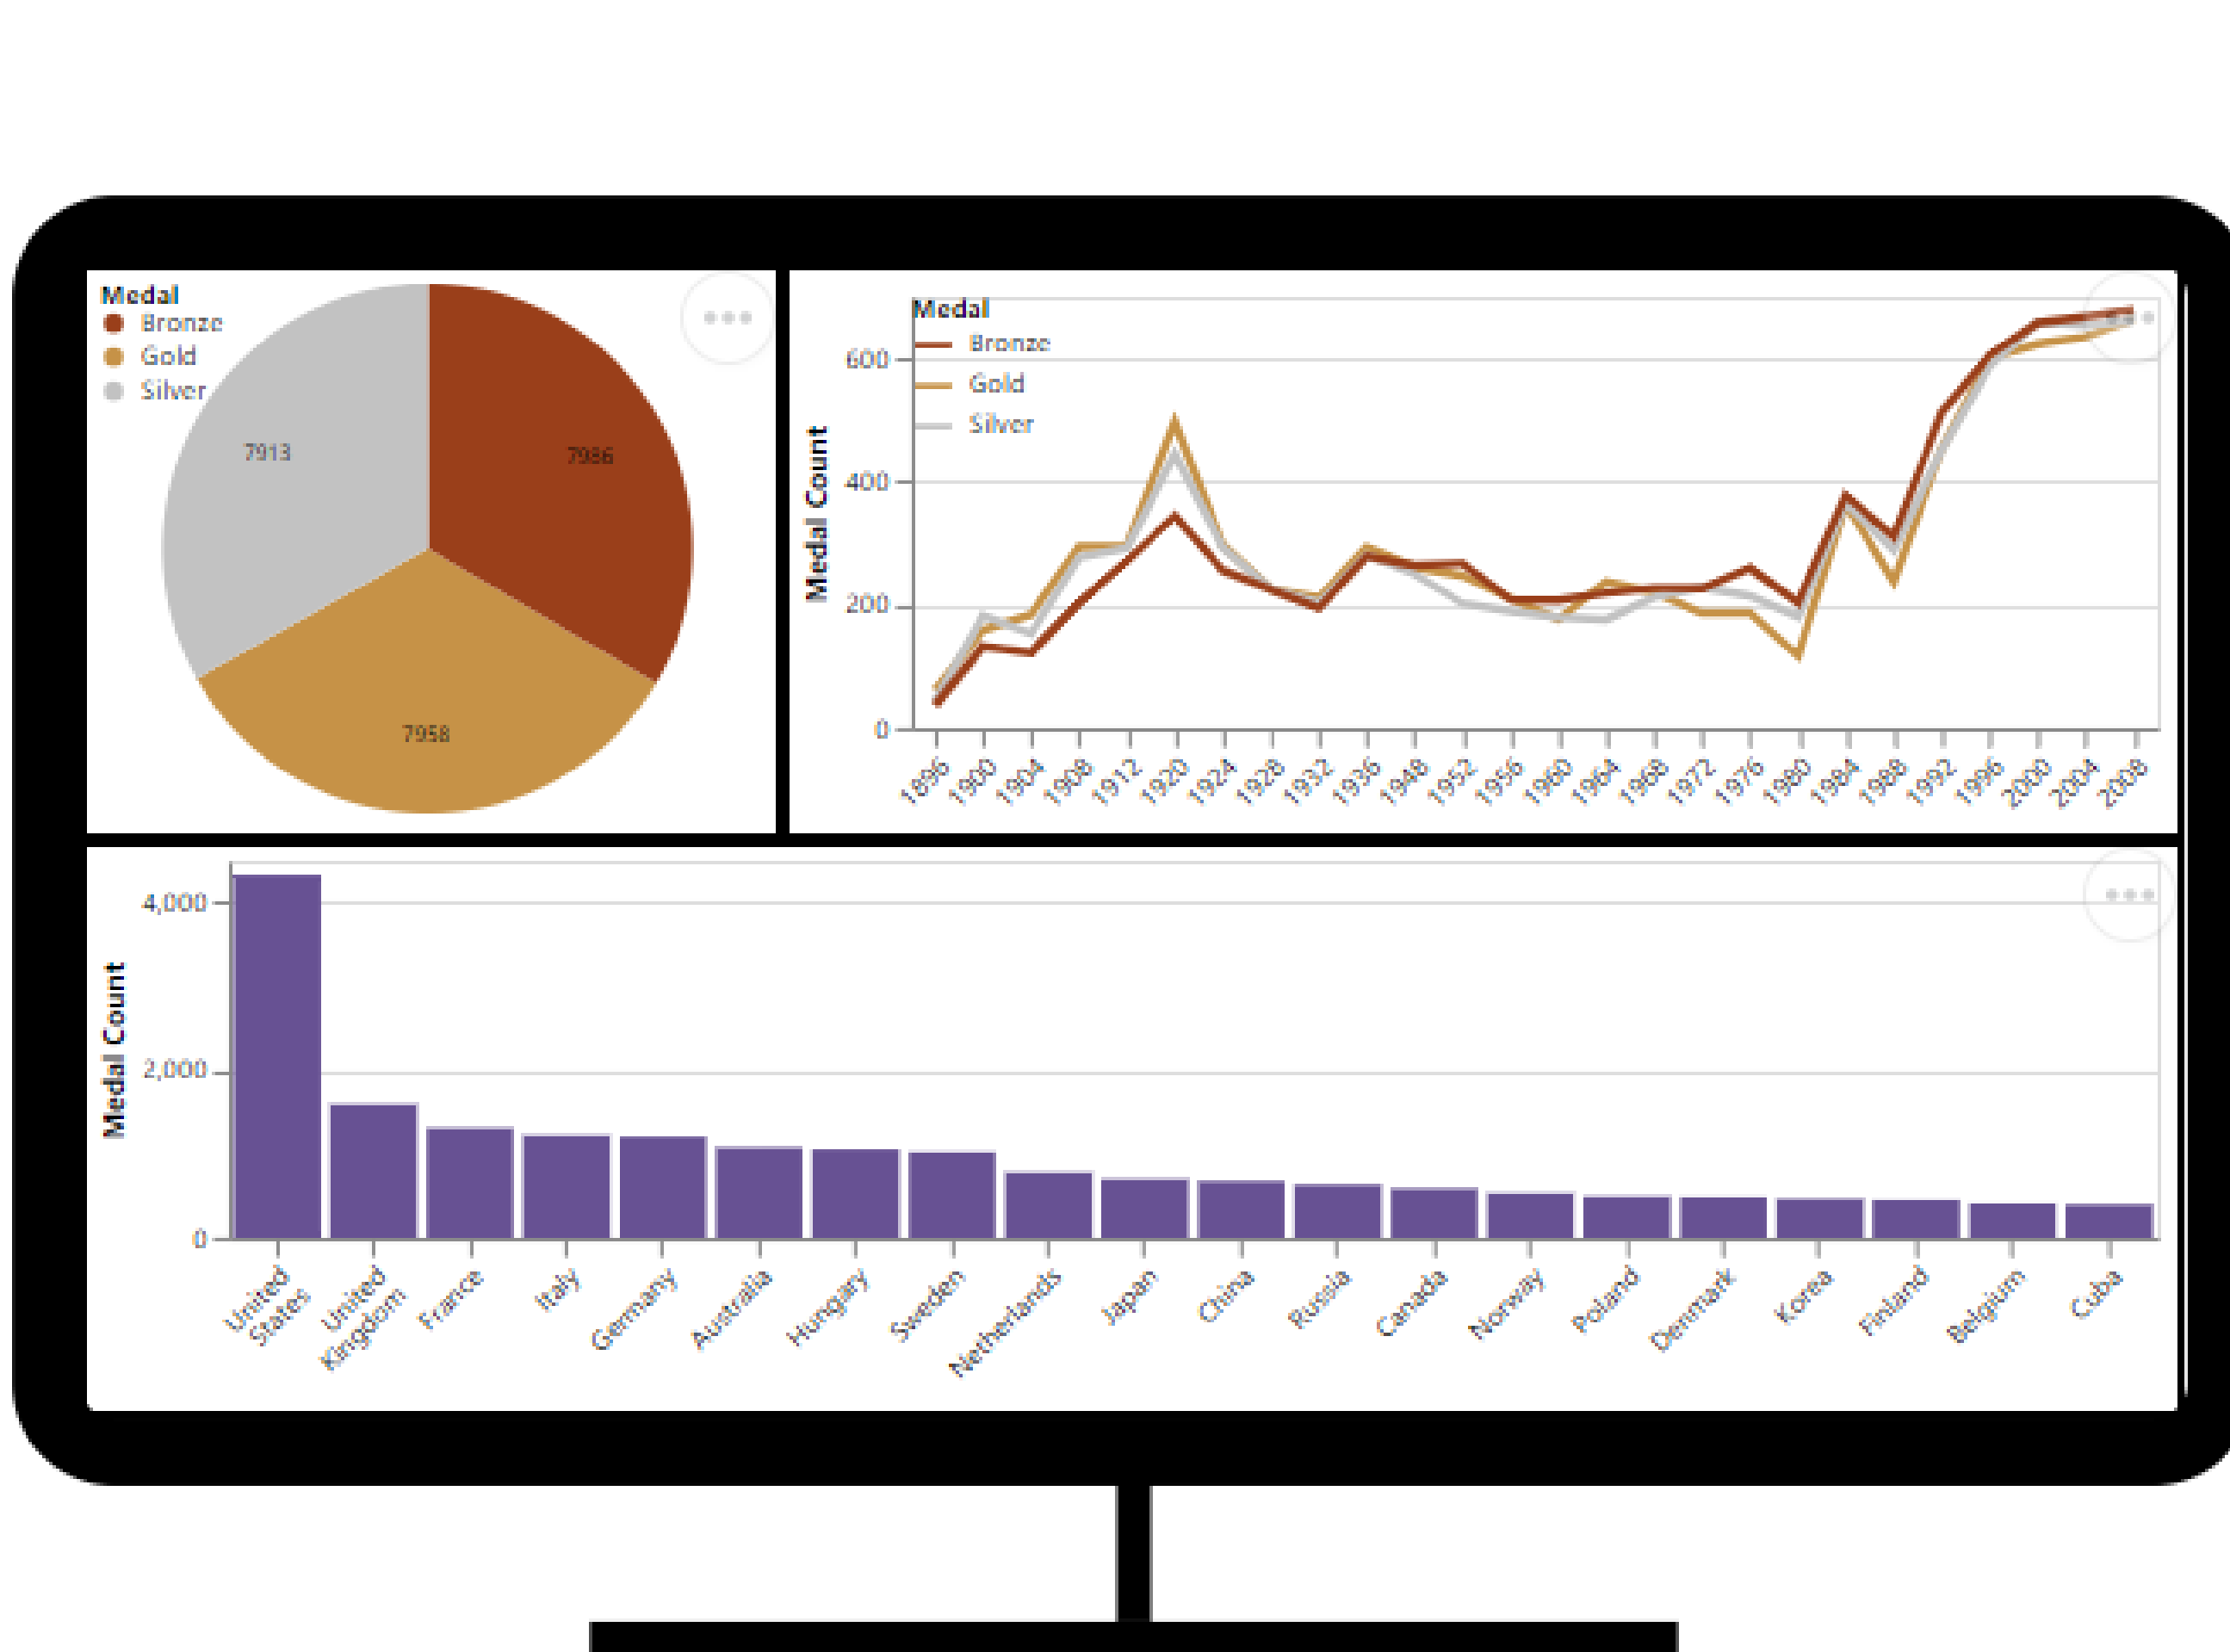 Medal
Bronze
Gold
Silver
7913
7986
7958
Medal
Bronze
Gold
Silver
Medal Count
600
400
200
0
1896
1900
1904
1908
1912
1920
1924
1928
1932
1936
1948
1952
1956
1960
1964
1968
1972
1976
1980
1984
1988
1992
1996
2000
2004
2008
Medal Count
4,000
2,000
0
United
States
United
Kingdom
France
Italy
Germany
Australia
Hungary
Sweden
Netherlands
Japan
China
Russia
Canada
Norway
Poland
Denmark
Korea
Finland
Belgium
Cuba